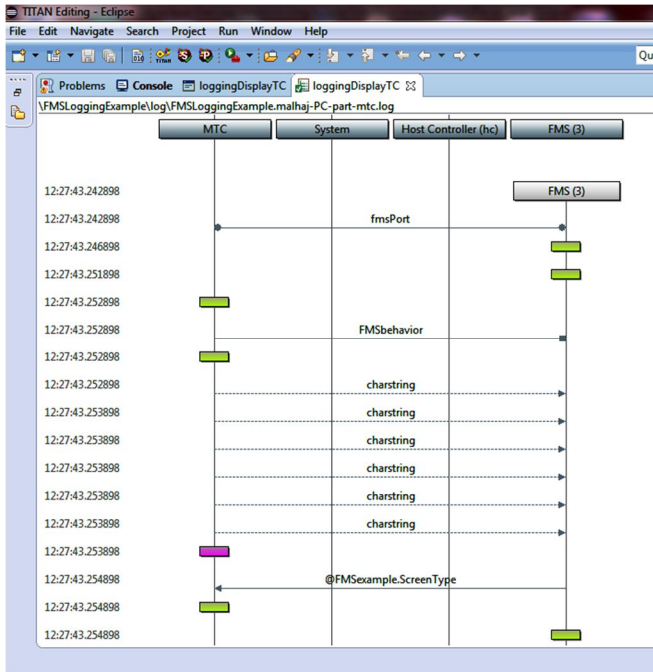 TITAN Editing - Eclipse
File Edit Navigate Search Project Run Window Help
Qu
Problems Console loggingDisplayTC loggingDisplayTC
\FMSLoggingExample\log\FMSLoggingExample.malhaj-PC-part-mtc.log
MTC System Host Controller (hc) FMS (3)
12:27:43.242898 FMS (3)
12:27:43.242898 fmsPort
12:27:43.246898
12:27:43.251898
12:27:43.252898
12:27:43.252898 FMSbehavior
12:27:43.252898
12:27:43.252898 charstring
12:27:43.253898 charstring
12:27:43.253898 charstring
12:27:43.253898 charstring
12:27:43.253898 charstring
12:27:43.253898 charstring
12:27:43.253898
12:27:43.254898 @FMSexample.ScreenType
12:27:43.254898
12:27:43.254898